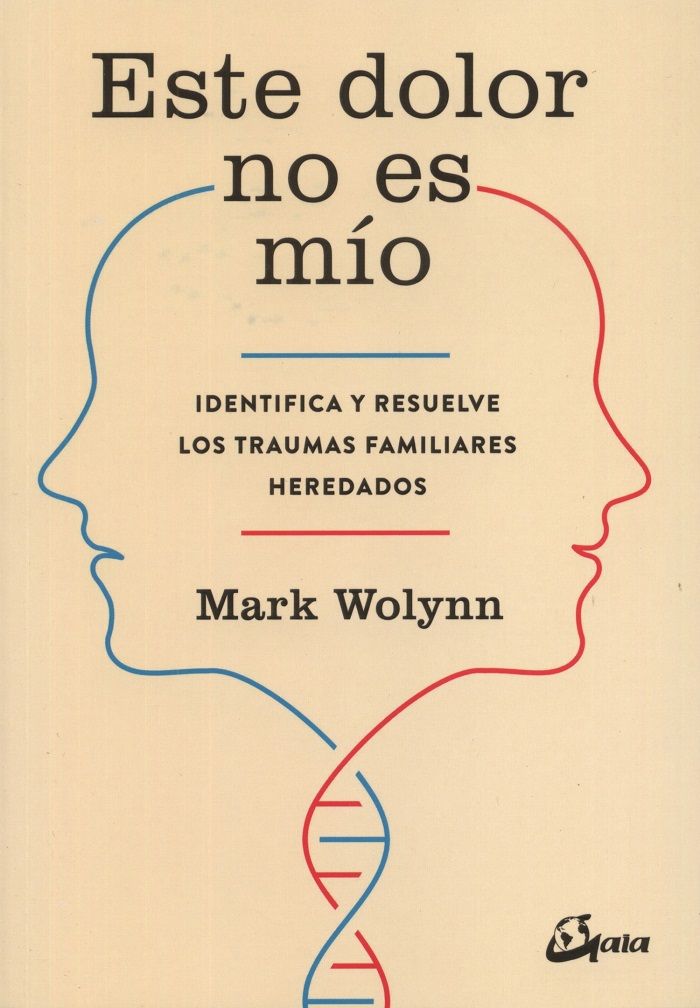 Este dolor
no es
mío
IDENTIFICA Y RESUELVE
LOS TRAUMAS FAMILIARES
HEREDADOS
Mark Wolynn
Gaia